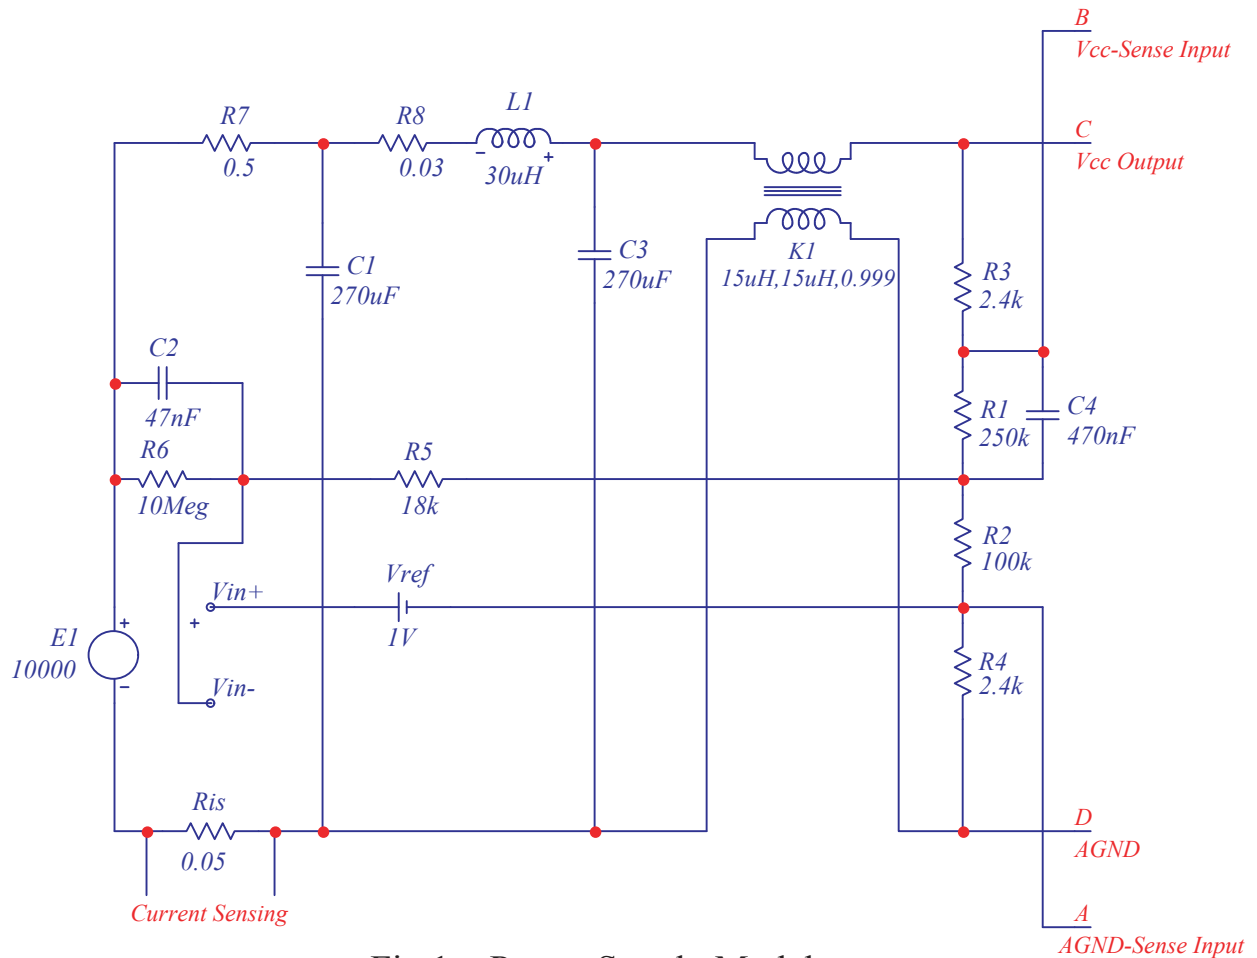 B
Vcc-Sense Input
L1
R7
R8
C
0.5
0.03
30uH
Vcc Output
C1
270uF
C3
270uF
K1
15uH,15uH,0.999
R3
2.4k
C2
47nF
R1
250k
C4
470nF
R6
10Meg
R5
18k
R2
100k
Vin+
Vref
1V
E1
10000
Vin-
R4
2.4k
Ris
0.05
D
AGND
Current Sensing
A
AGND-Sense Input